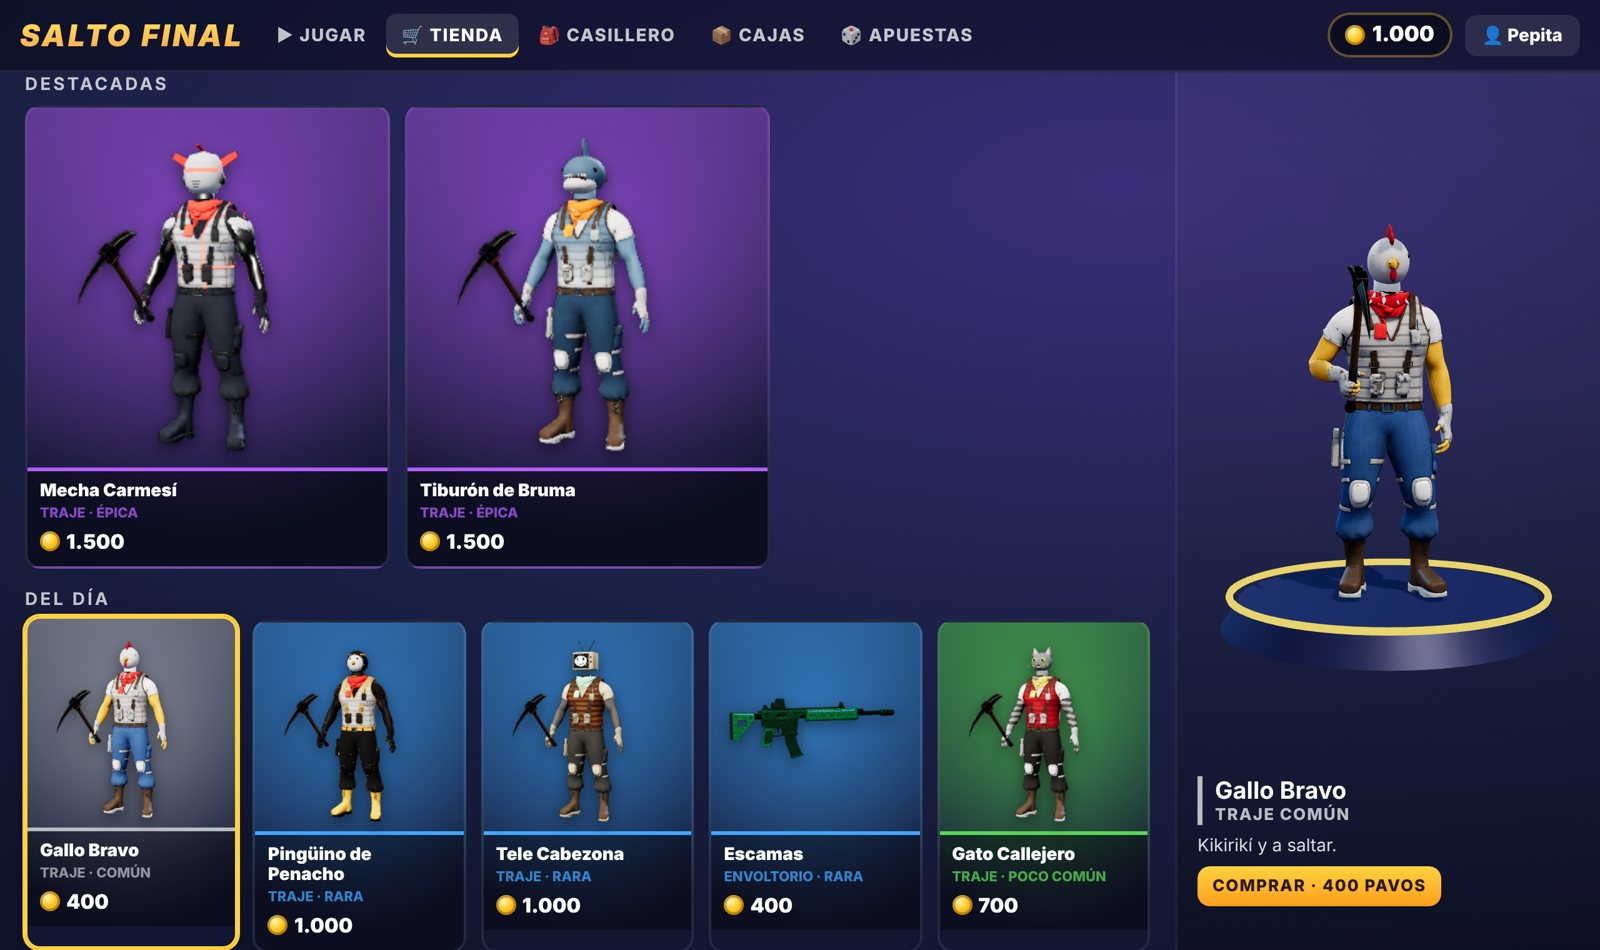 SALTO FINAL
JUGAR
TIENDA
CASILLERO
CAJAS
APUESTAS
1.000
Pepita
DESTACADAS
Mecha Carmesí
TRAJE · ÉPICA
1.500
Tiburón de Bruma
TRAJE · ÉPICA
1.500
DEL DÍA
Gallo Bravo
TRAJE · COMÚN
400
Pingüino de
Penacho
TRAJE · RARA
1.000
Tele Cabezona
TRAJE · RARA
1.000
Escamas
ENVOLTORIO · RARA
400
Gato Callejero
TRAJE · POCO COMÚN
700
Gallo Bravo
TRAJE COMÚN
Kikirikí y a saltar.
COMPRAR · 400 PAVOS